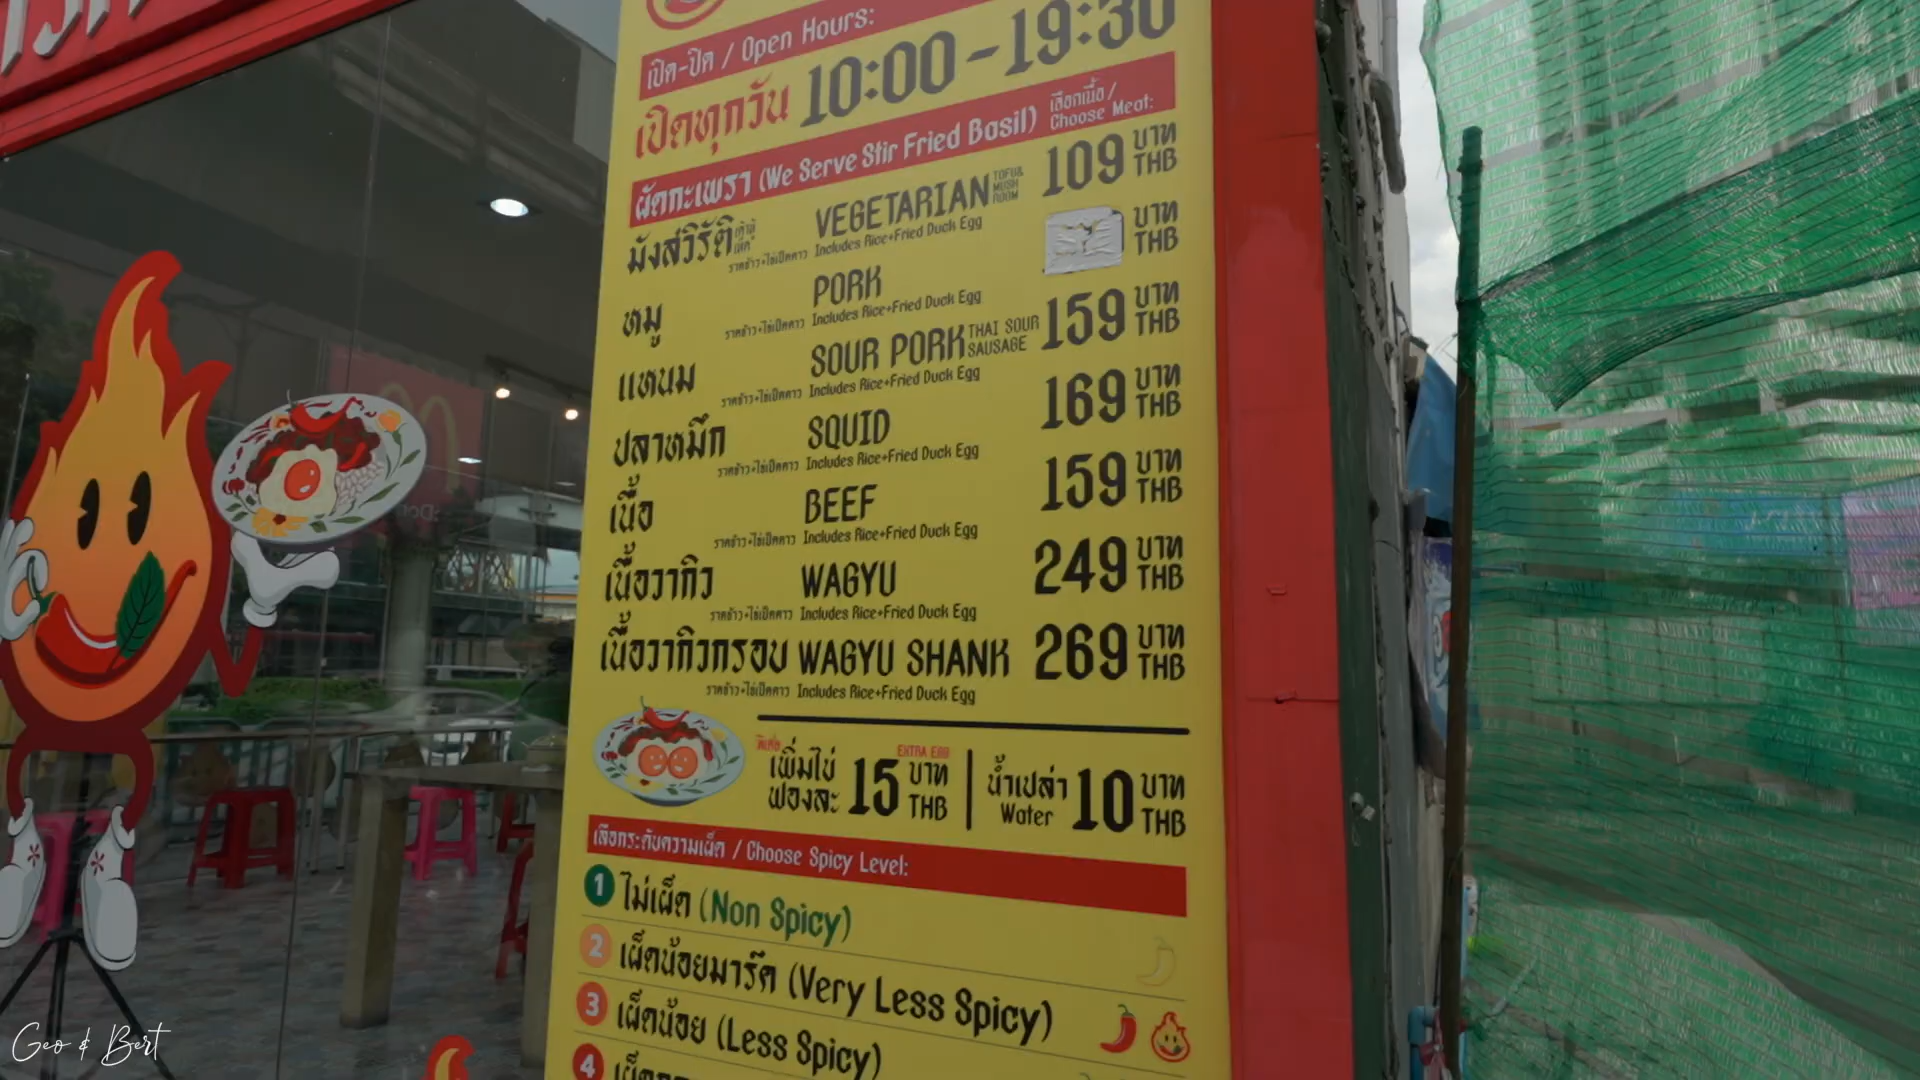 เปิด-ปิด / Open Hours:
เปิดทุกวัน 10:00-19:30
ผัดกะเพรา (We Serve Stir Fried Basil) เลือกเนื้อ / Choose Meat:
มังสวิรัติ เต้าหู้ เห็ด VEGETARIAN TOFU& MUSH ROOM 109 บาท THB
ราดข้าว+ไข่เป็ดดาว Includes Rice+Fried Duck Egg
หมู PORK บาท THB
ราดข้าว+ไข่เป็ดดาว Includes Rice+Fried Duck Egg
แหนม SOUR PORK THAI SOUR SAUSAGE 159 บาท THB
ราดข้าว+ไข่เป็ดดาว Includes Rice+Fried Duck Egg
ปลาหมึก SQUID 169 บาท THB
ราดข้าว+ไข่เป็ดดาว Includes Rice+Fried Duck Egg
เนื้อ BEEF 159 บาท THB
ราดข้าว+ไข่เป็ดดาว Includes Rice+Fried Duck Egg
เนื้อวากิว WAGYU 249 บาท THB
ราดข้าว+ไข่เป็ดดาว Includes Rice+Fried Duck Egg
เนื้อวากิวกรอบ WAGYU SHANK 269 บาท THB
ราดข้าว+ไข่เป็ดดาว Includes Rice+Fried Duck Egg
พิเศษ EXTRA EGG
เพิ่มไข่ ฟองละ 15 บาท THB
น้ำเปล่า Water 10 บาท THB
เลือกระดับความเผ็ด / Choose Spicy Level:
1 ไม่เผ็ด (Non Spicy)
2 เผ็ดน้อยมาร์ค (Very Less Spicy)
3 เผ็ดน้อย (Less Spicy)
4
Geo & Bert